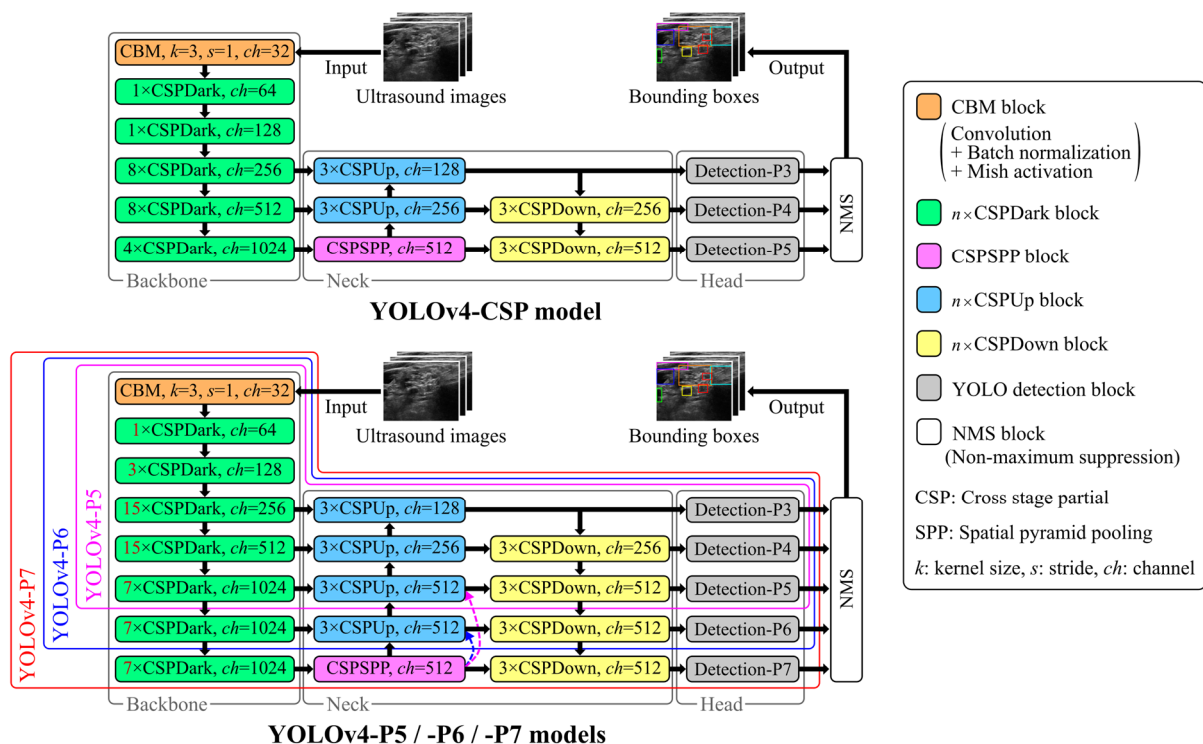 CBM, k=3, s=1, ch=32
Input
Ultrasound images
Output
Bounding boxes
1×CSPDark, ch=64
1×CSPDark, ch=128
8×CSPDark, ch=256
3×CSPUp, ch=128
Detection-P3
8×CSPDark, ch=512
3×CSPUp, ch=256
3×CSPDown, ch=256
Detection-P4
4×CSPDark, ch=1024
CSPSPP, ch=512
3×CSPDown, ch=512
Detection-P5
NMS
Backbone
Neck
Head
YOLOv4-CSP model
CBM, k=3, s=1, ch=32
Input
Ultrasound images
Output
Bounding boxes
1×CSPDark, ch=64
3×CSPDark, ch=128
15×CSPDark, ch=256
3×CSPUp, ch=128
Detection-P3
15×CSPDark, ch=512
3×CSPUp, ch=256
3×CSPDown, ch=256
Detection-P4
7×CSPDark, ch=1024
3×CSPUp, ch=512
3×CSPDown, ch=512
Detection-P5
7×CSPDark, ch=1024
3×CSPUp, ch=512
3×CSPDown, ch=512
Detection-P6
7×CSPDark, ch=1024
CSPSPP, ch=512
3×CSPDown, ch=512
Detection-P7
NMS
YOLOv4-P7
YOLOv4-P6
YOLOv4-P5
Backbone
Neck
Head
YOLOv4-P5 / -P6 / -P7 models
CBM block
(Convolution
+ Batch normalization
+ Mish activation)
n×CSPDark block
CSPSPP block
n×CSPUp block
n×CSPDown block
YOLO detection block
NMS block
(Non-maximum suppression)
CSP: Cross stage partial
SPP: Spatial pyramid pooling
k: kernel size, s: stride, ch: channel